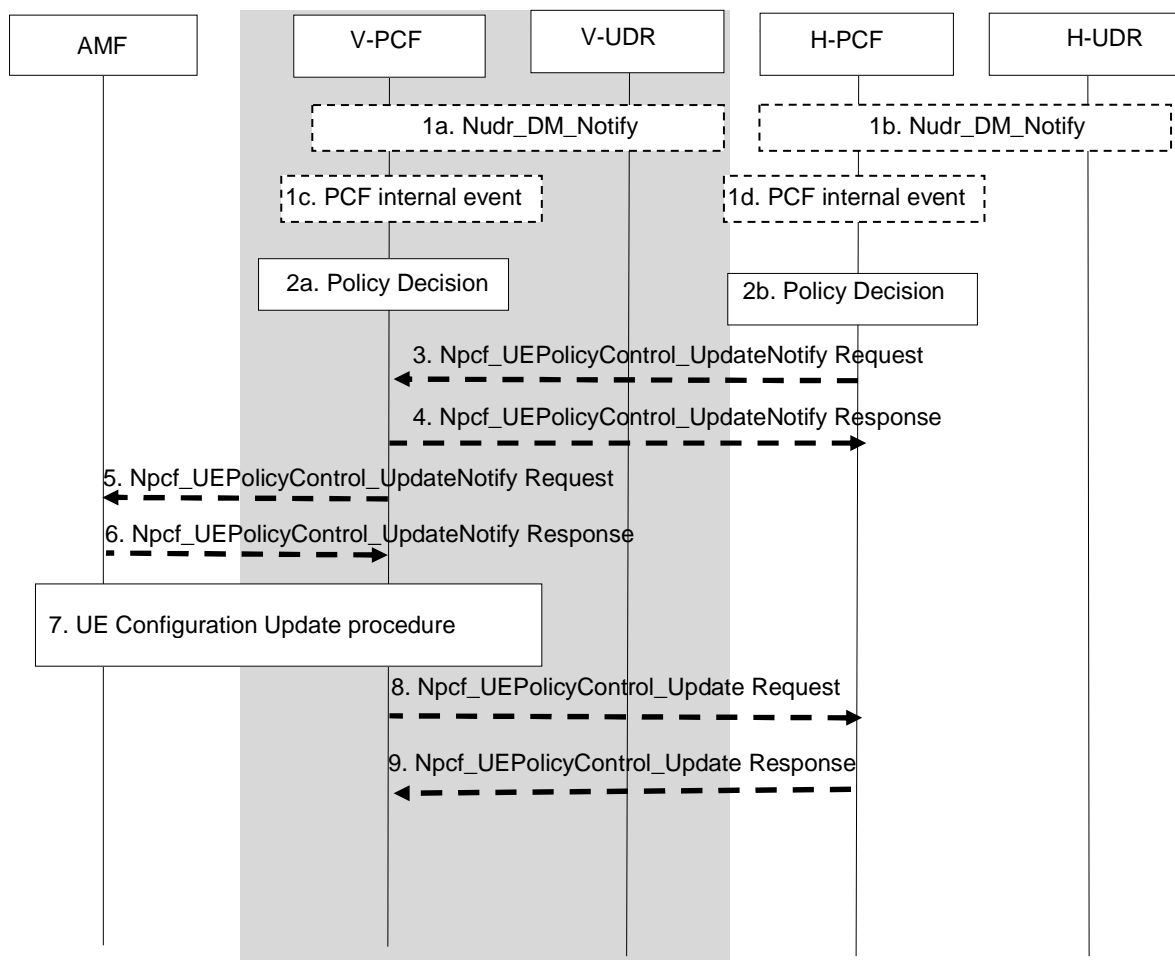 AMF
V-PCF
V-UDR
H-PCF
H-UDR
1a. Nudr_DM_Notify
1b. Nudr_DM_Notify
1c. PCF internal event
1d. PCF internal event
2a. Policy Decision
2b. Policy Decision
3. Npcf_UEPolicyControl_UpdateNotify Request
4. Npcf_UEPolicyControl_UpdateNotify Response
5. Npcf_UEPolicyControl_UpdateNotify Request
6. Npcf_UEPolicyControl_UpdateNotify Response
7. UE Configuration Update procedure
8. Npcf_UEPolicyControl_Update Request
9. Npcf_UEPolicyControl_Update Response